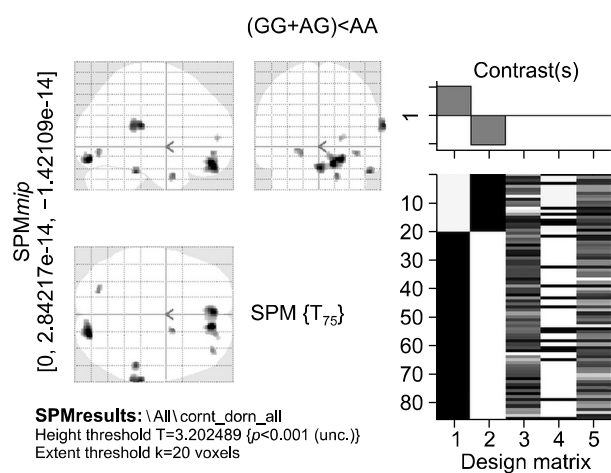 (GG+AG)<AA
SPMmip
[0, 2.84217e-14, −1.42109e-14]
<
<
<
SPM {T75}
Contrast(s)
1
10
20
30
40
50
60
70
80
1 2 3 4 5
Design matrix
SPMresults: \All\cornt_dorn_all
Height threshold T=3.202489 {p<0.001 (unc.)}
Extent threshold k=20 voxels